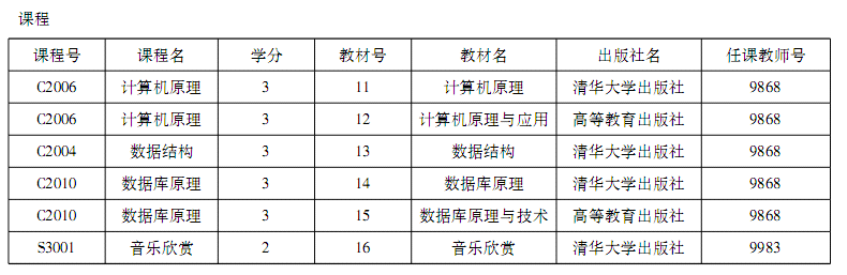 课程
课程号 课程名 学分 教材号 教材名 出版社名 任课教师号
C2006 计算机原理 3 11 计算机原理 清华大学出版社 9868
C2006 计算机原理 3 12 计算机原理与应用 高等教育出版社 9868
C2004 数据结构 3 13 数据结构 清华大学出版社 9868
C2010 数据库原理 3 14 数据库原理 清华大学出版社 9868
C2010 数据库原理 3 15 数据库原理与技术 高等教育出版社 9868
S3001 音乐欣赏 2 16 音乐欣赏 清华大学出版社 9983